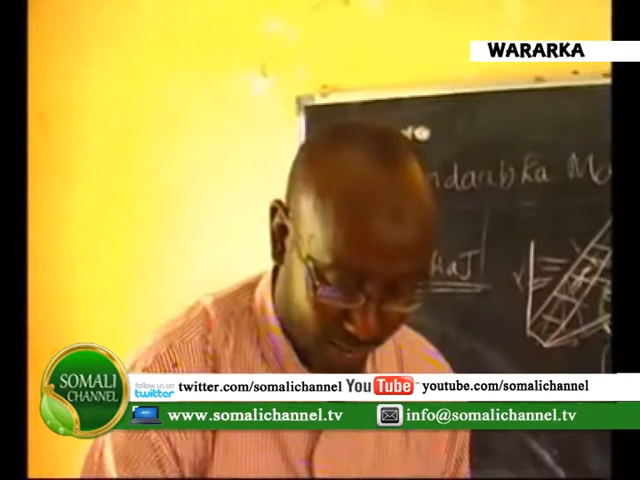 WARARKA
SOMALI
CHANNEL
follow us on
twitter
twitter.com/somalichannel YouTube youtube.com/somalichannel
www.somalichannel.tv info@somalichannel.tv